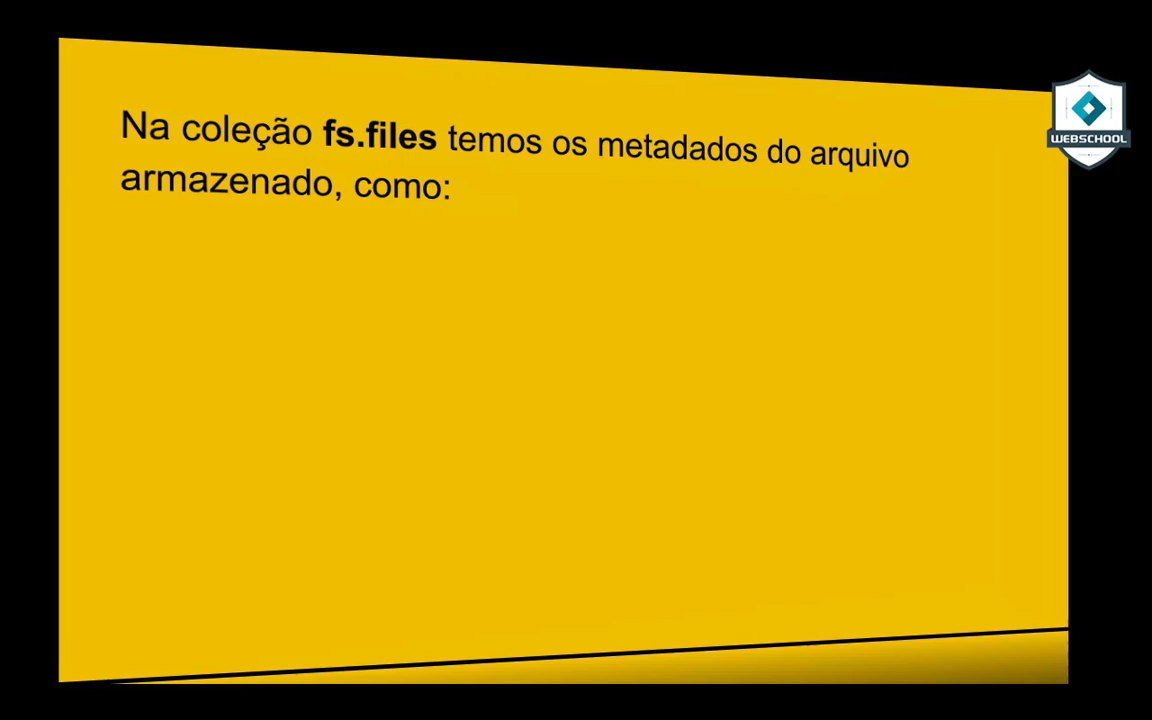 Na coleção fs.files temos os metadados do arquivo
armazenado, como:
WEBSCHOOL